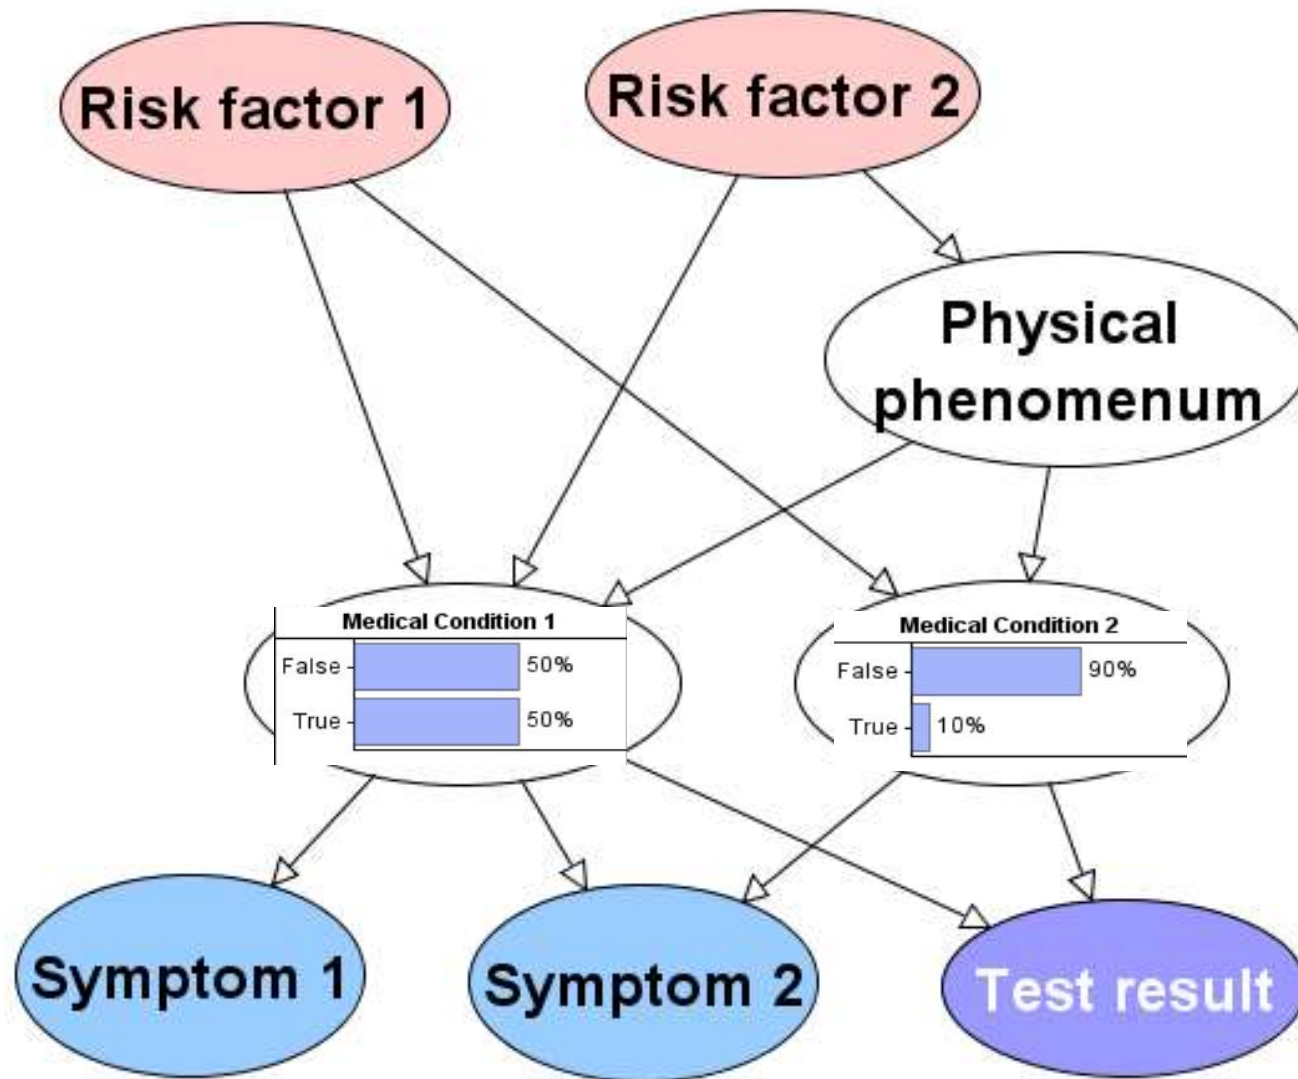 Risk factor 1
Risk factor 2
Physical
phenomenum
Medical Condition 1
False
50%
True
50%
Medical Condition 2
False
90%
True
10%
Symptom 1
Symptom 2
Test result